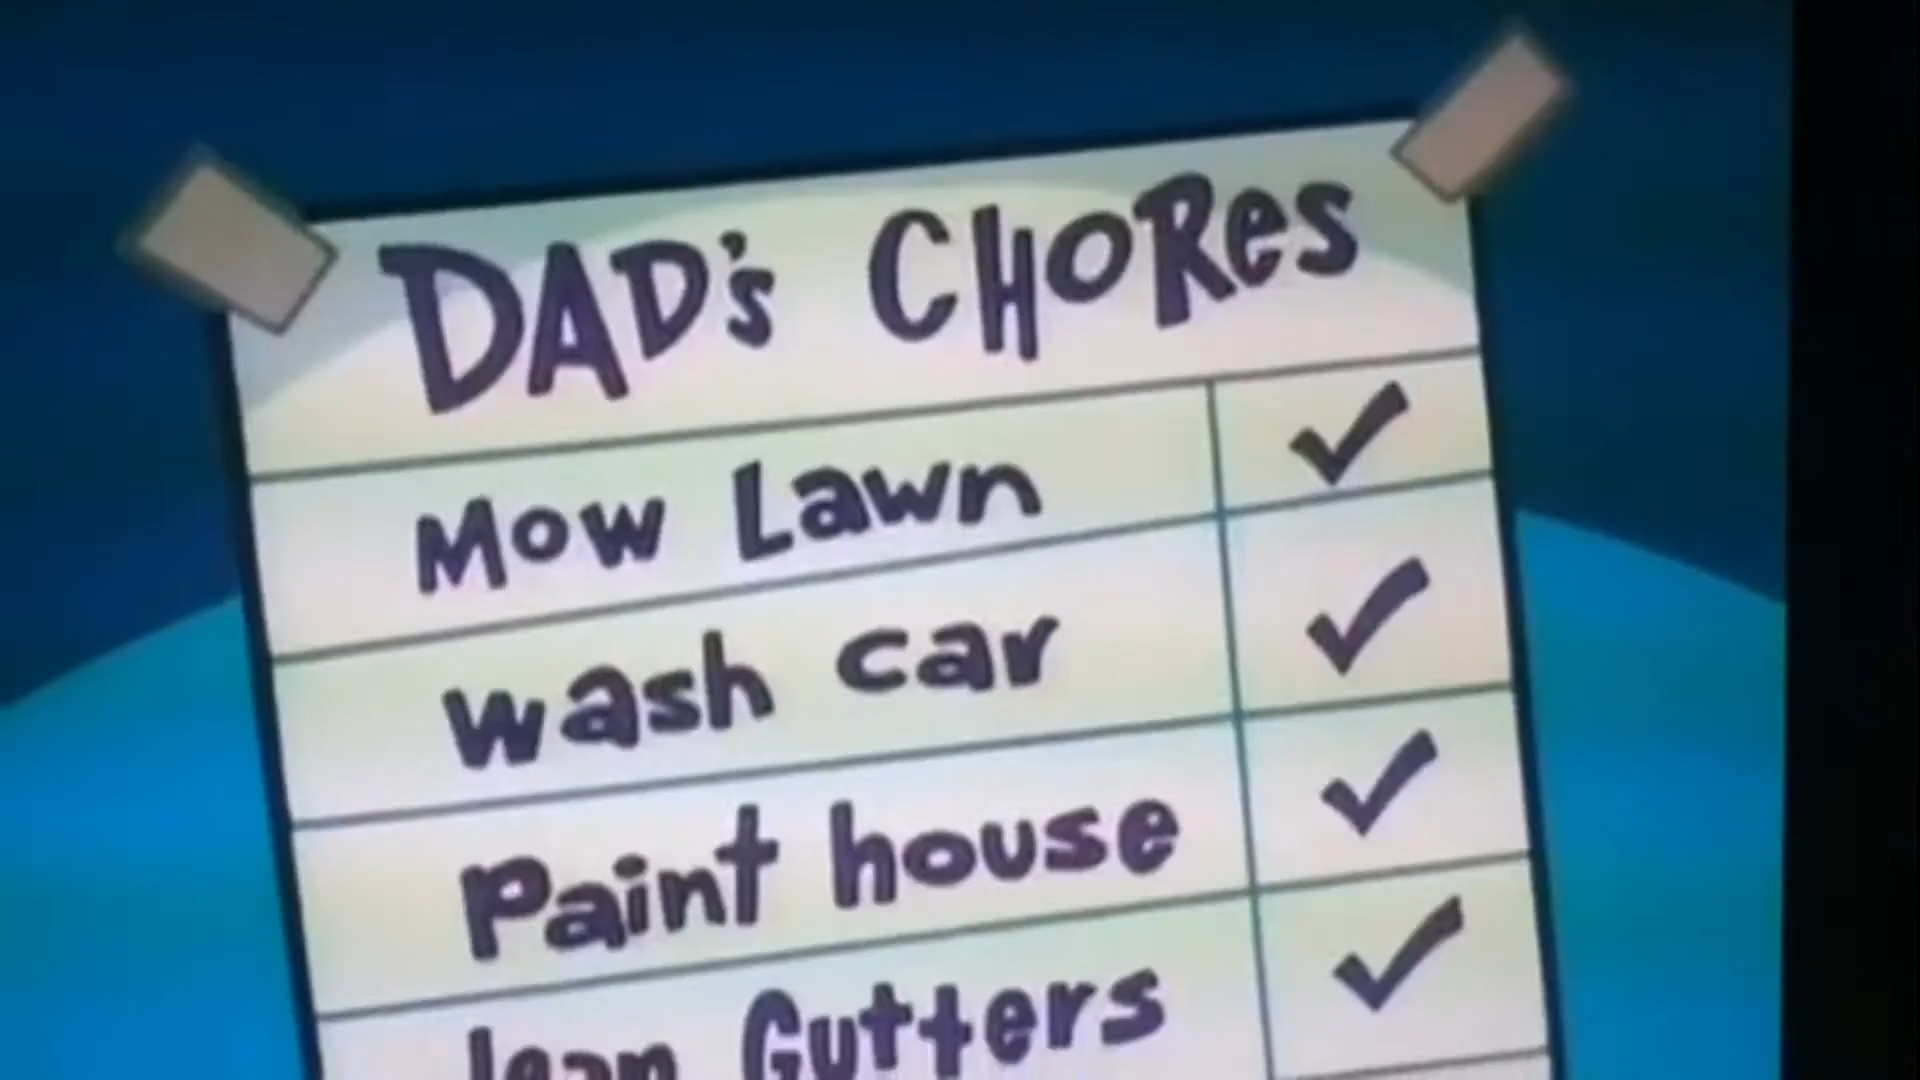 DAD's CHORes
Mow Lawn ✓
wash car ✓
Paint house ✓
Gutters ✓